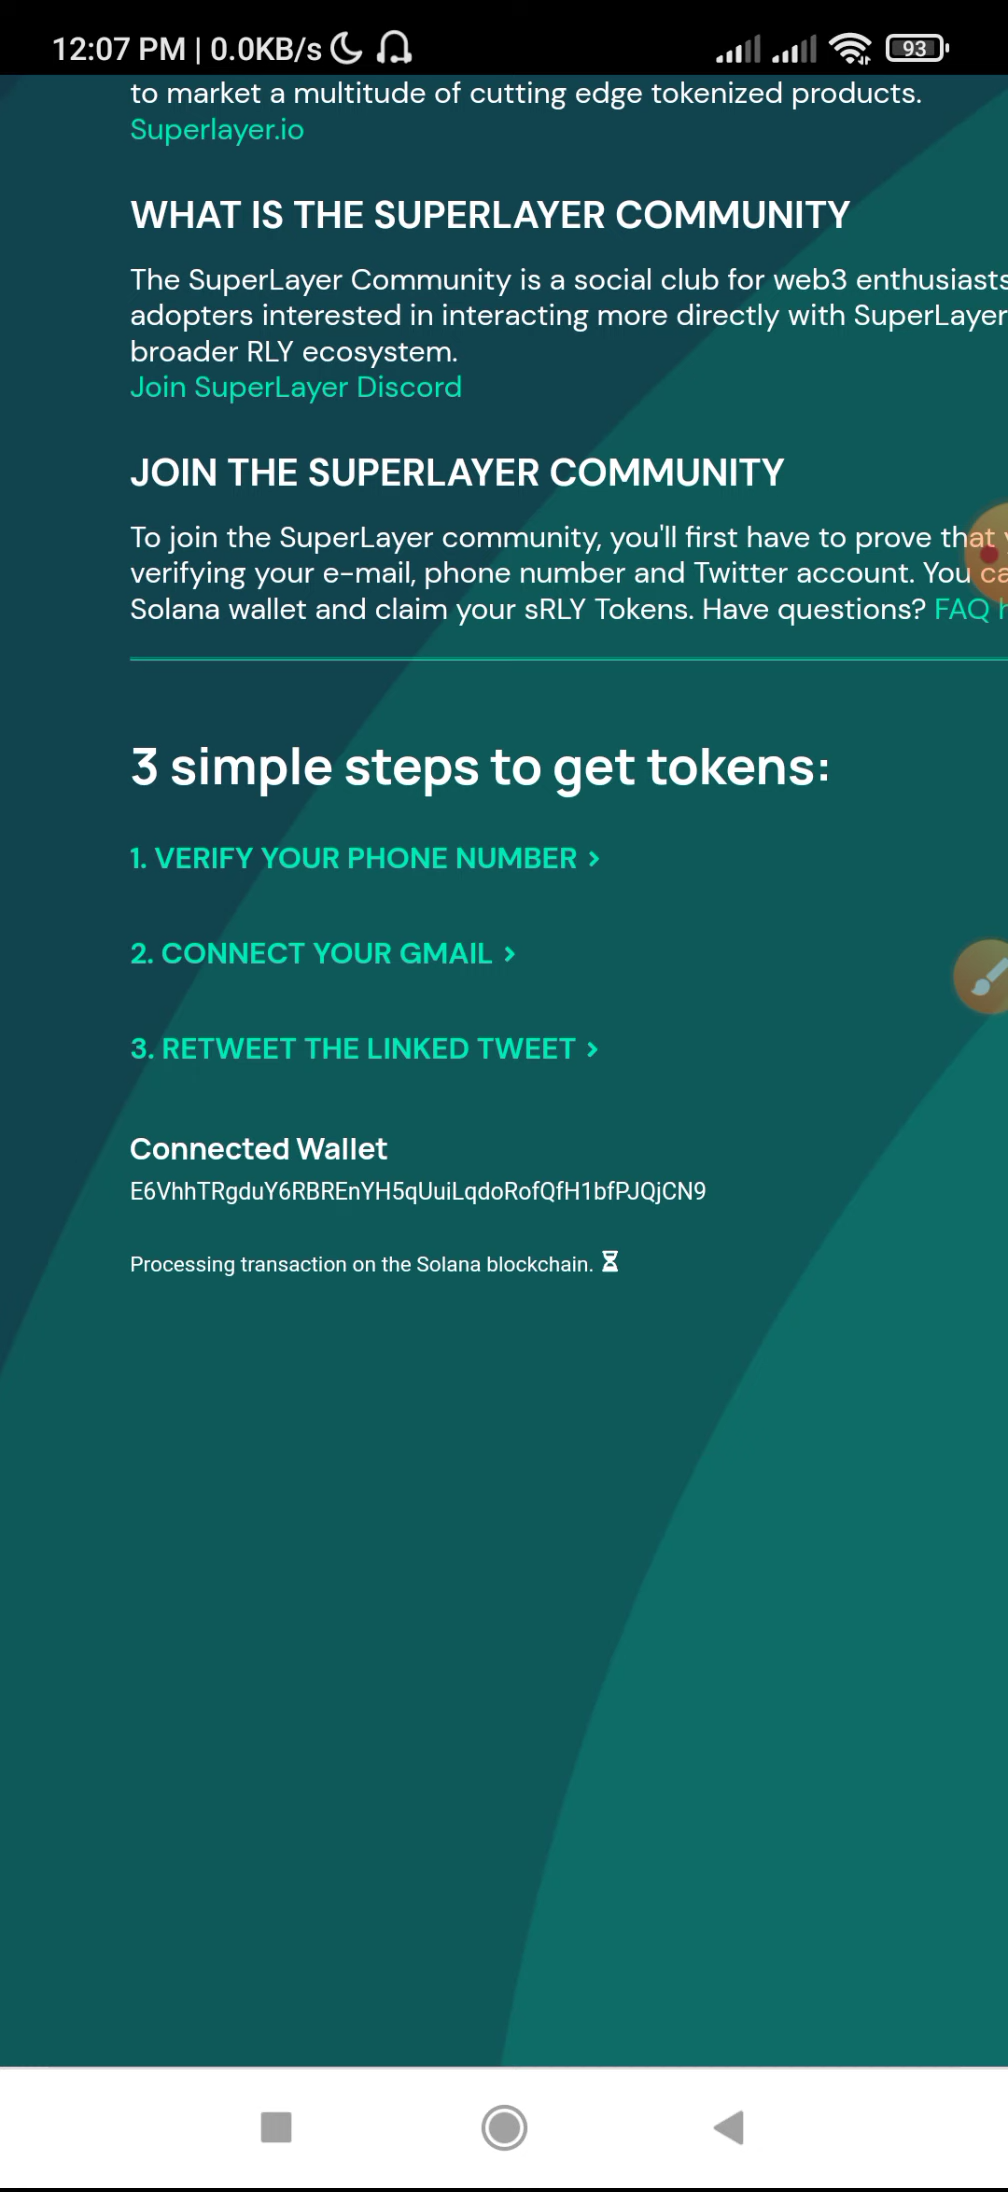 12:07 PM | 0.0KB/s
93
to market a multitude of cutting edge tokenized products.
Superlayer.io
WHAT IS THE SUPERLAYER COMMUNITY
The SuperLayer Community is a social club for web3 enthusiasts
adopters interested in interacting more directly with SuperLayer
broader RLY ecosystem.
Join SuperLayer Discord
JOIN THE SUPERLAYER COMMUNITY
To join the SuperLayer community, you'll first have to prove that
verifying your e-mail, phone number and Twitter account. You
Solana wallet and claim your sRLY Tokens. Have questions? FAQ
3 simple steps to get tokens:
1. VERIFY YOUR PHONE NUMBER >
2. CONNECT YOUR GMAIL >
3. RETWEET THE LINKED TWEET >
Connected Wallet
E6VhhTRgduY6RBREnYH5qUuiLqdoRofQfH1bfPJQjCN9
Processing transaction on the Solana blockchain.